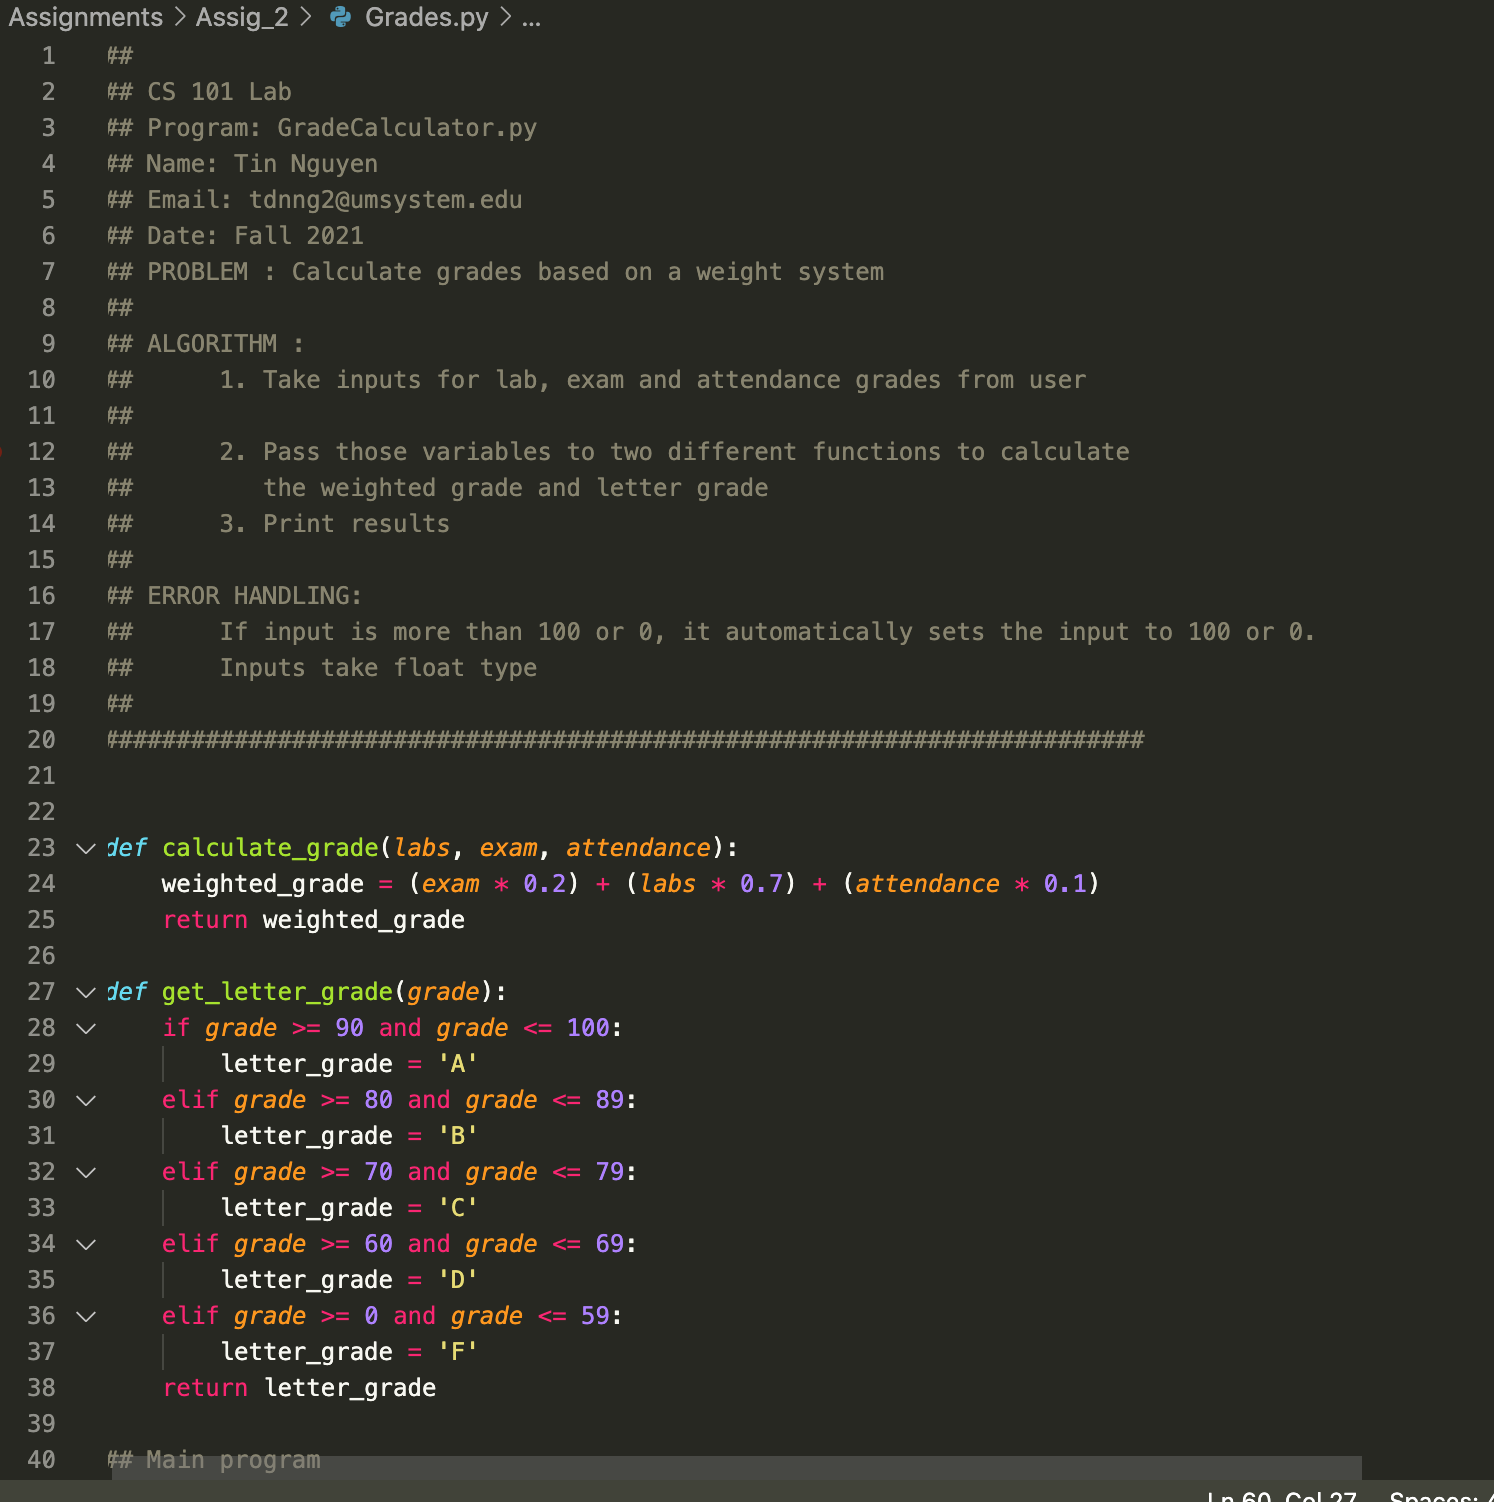 Assignments > Assig_2 > Grades.py > ...
1 ##
2 ## CS 101 Lab
3 ## Program: GradeCalculator.py
4 ## Name: Tin Nguyen
5 ## Email: tdnng2@umsystem.edu
6 ## Date: Fall 2021
7 ## PROBLEM : Calculate grades based on a weight system
8 ##
9 ## ALGORITHM :
10 ##      1. Take inputs for lab, exam and attendance grades from user
11 ##
12 ##      2. Pass those variables to two different functions to calculate
13 ##         the weighted grade and letter grade
14 ##      3. Print results
15 ##
16 ## ERROR HANDLING:
17 ##      If input is more than 100 or 0, it automatically sets the input to 100 or 0.
18 ##      Inputs take float type
19 ##
20 ########################################################################
21
22
23 def calculate_grade(labs, exam, attendance):
24     weighted_grade = (exam * 0.2) + (labs * 0.7) + (attendance * 0.1)
25     return weighted_grade
26
27 def get_letter_grade(grade):
28     if grade >= 90 and grade <= 100:
29         letter_grade = 'A'
30     elif grade >= 80 and grade <= 89:
31         letter_grade = 'B'
32     elif grade >= 70 and grade <= 79:
33         letter_grade = 'C'
34     elif grade >= 60 and grade <= 69:
35         letter_grade = 'D'
36     elif grade >= 0 and grade <= 59:
37         letter_grade = 'F'
38     return letter_grade
39
40 ## Main program
Ln 60, Col 27 Spaces: